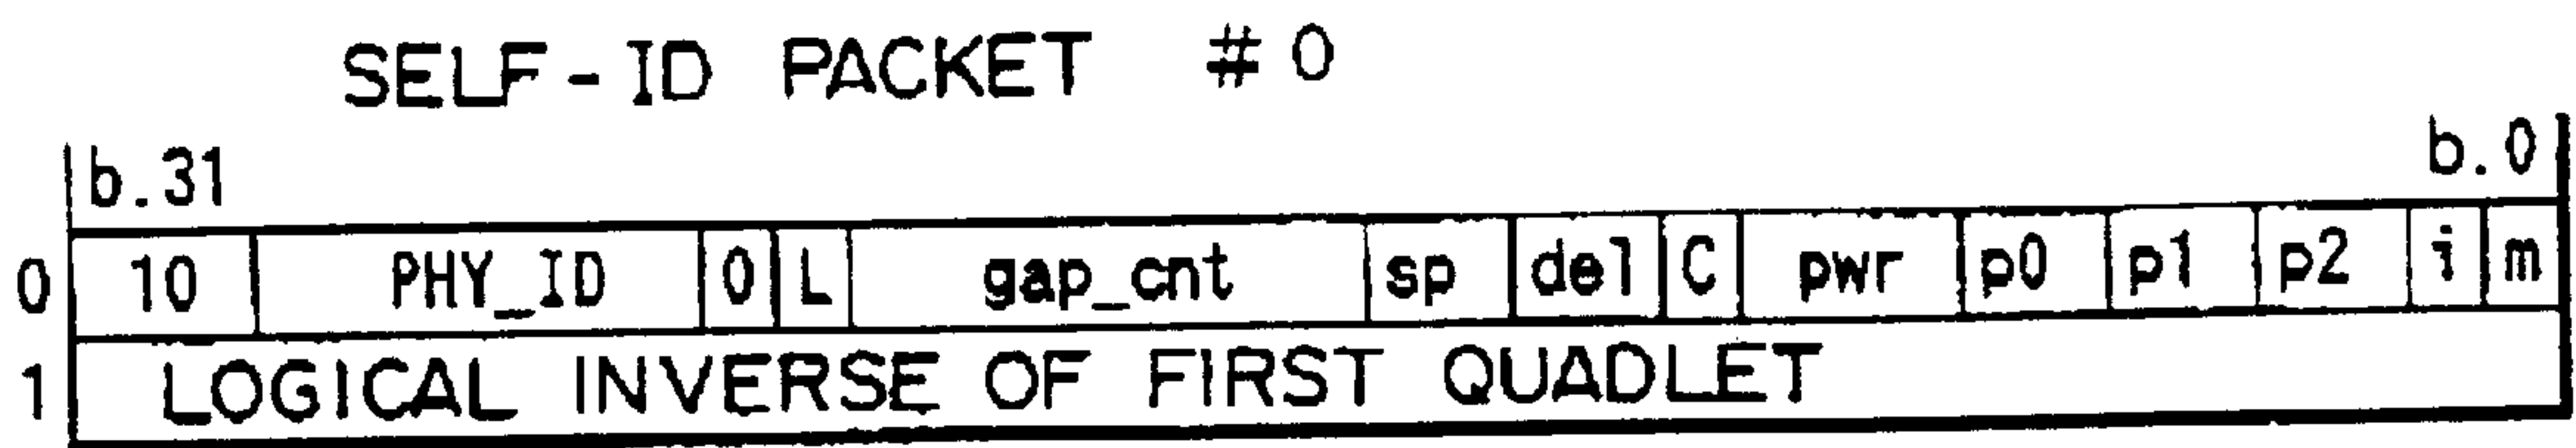 SELF-ID PACKET #0
b.31 b.0
0 10 PHY_ID 0 L gap_cnt sp del C pwr p0 p1 p2 i m
1 LOGICAL INVERSE OF FIRST QUADLET